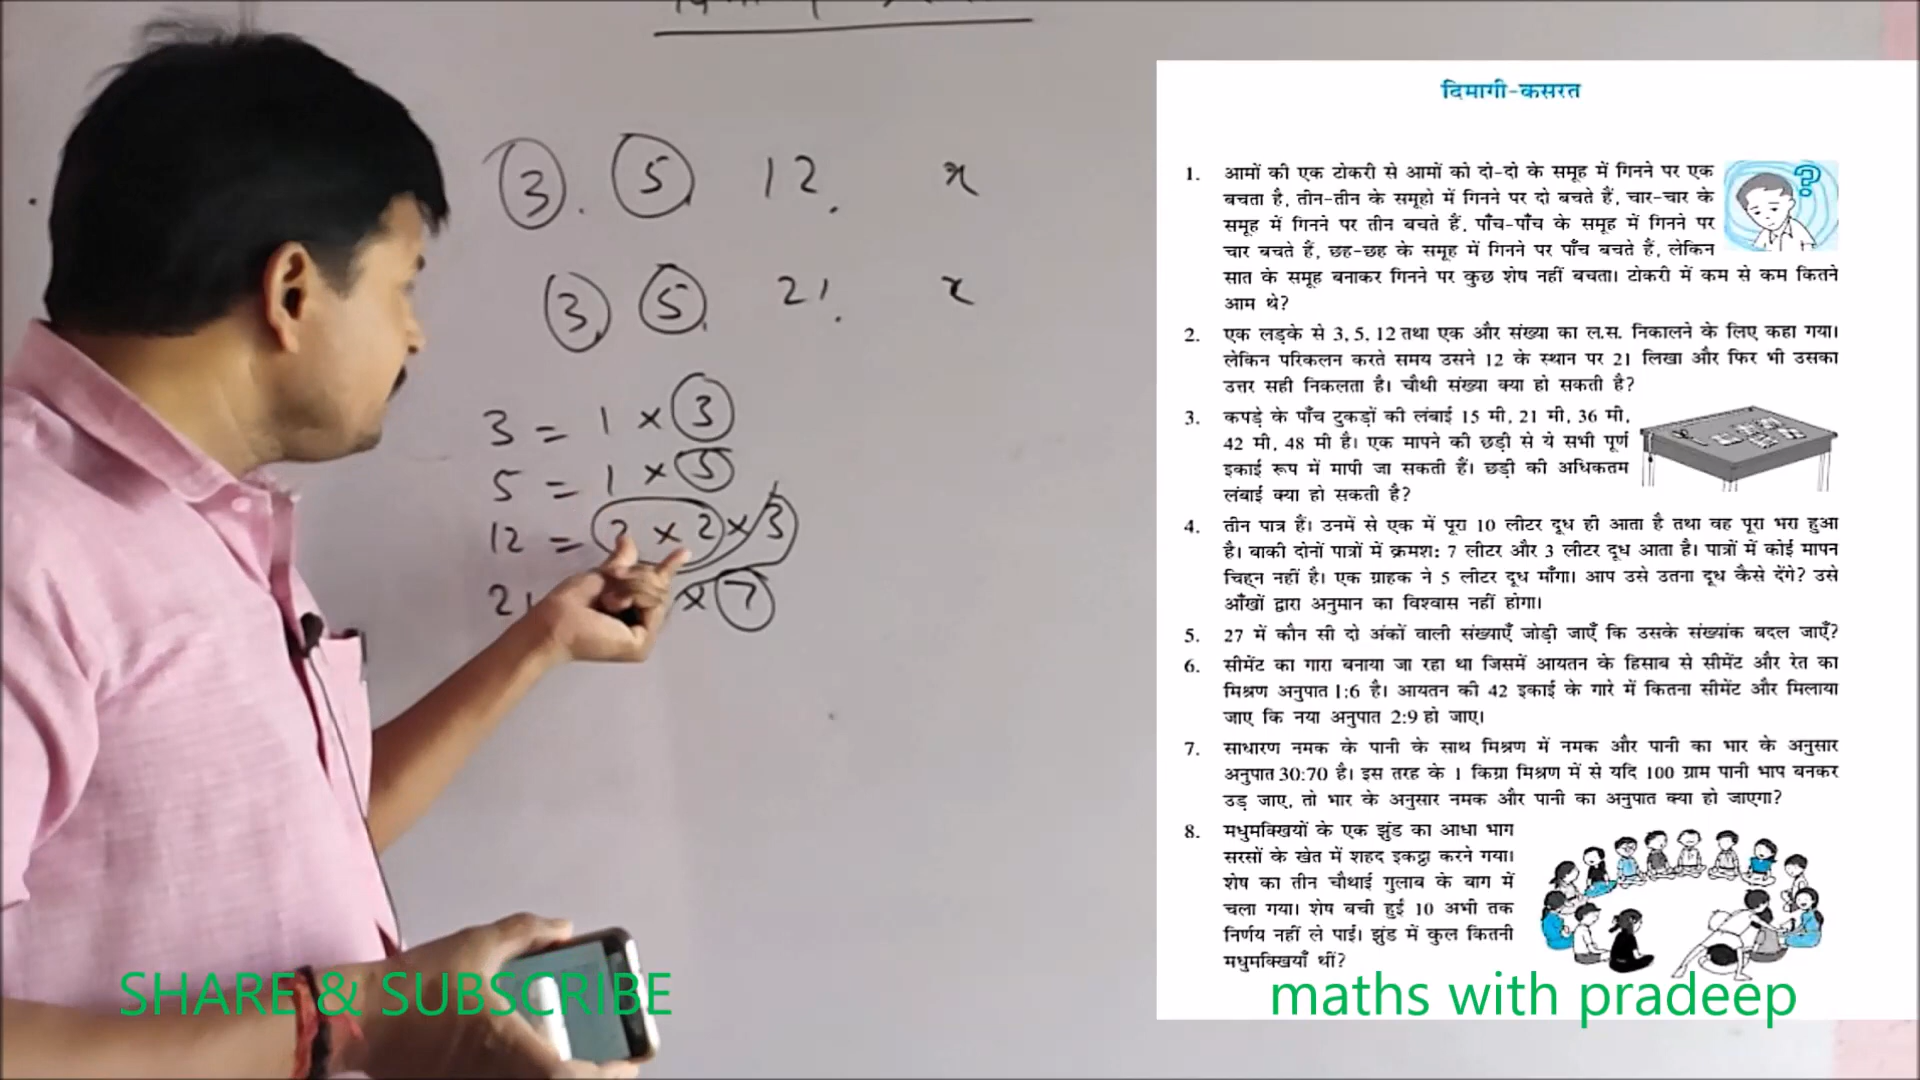 3. 5 12. x
3. 5. 21. x
3 = 1 × 3
5 = 1 × 5
12 = 2 × 2 × 3
21 × 7
SHARE & SUBSCRIBE
दिमागी-कसरत
1. आमों की एक टोकरी से आमों को दो-दो के समूह में गिनने पर एक
बचता है, तीन-तीन के समूहो में गिनने पर दो बचते हैं, चार-चार के
समूह में गिनने पर तीन बचते हैं, पाँच-पाँच के समूह में गिनने पर
चार बचते हैं, छह-छह के समूह में गिनने पर पाँच बचते हैं, लेकिन
सात के समूह बनाकर गिनने पर कुछ शेष नहीं बचता। टोकरी में कम से कम कितने
आम थे?
2. एक लड़के से 3, 5, 12 तथा एक और संख्या का ल.स. निकालने के लिए कहा गया।
लेकिन परिकलन करते समय उसने 12 के स्थान पर 21 लिखा और फिर भी उसका
उत्तर सही निकलता है। चौथी संख्या क्या हो सकती है?
3. कपड़े के पाँच टुकड़ों की लंबाई 15 मी, 21 मी, 36 मी,
42 मी, 48 मी है। एक मापने की छड़ी से ये सभी पूर्ण
इकाई रूप में मापी जा सकती हैं। छड़ी की अधिकतम
लंबाई क्या हो सकती है?
4. तीन पात्र हैं। उनमें से एक में पूरा 10 लीटर दूध ही आता है तथा वह पूरा भरा हुआ
है। बाकी दोनों पात्रों में क्रमश: 7 लीटर और 3 लीटर दूध आता है। पात्रों में कोई मापन
चिह्न नहीं है। एक ग्राहक ने 5 लीटर दूध माँगा। आप उसे उतना दूध कैसे देंगे? उसे
आँखों द्वारा अनुमान का विश्वास नहीं होगा।
5. 27 में कौन सी दो अंकों वाली संख्याएँ जोड़ी जाएँ कि उसके संख्यांक बदल जाएँ?
6. सीमेंट का गारा बनाया जा रहा था जिसमें आयतन के हिसाब से सीमेंट और रेत का
मिश्रण अनुपात 1:6 है। आयतन की 42 इकाई के गारे में कितना सीमेंट और मिलाया
जाए कि नया अनुपात 2:9 हो जाए।
7. साधारण नमक के पानी के साथ मिश्रण में नमक और पानी का भार के अनुसार
अनुपात 30:70 है। इस तरह के 1 किग्रा मिश्रण में से यदि 100 ग्राम पानी भाप बनकर
उड़ जाए, तो भार के अनुसार नमक और पानी का अनुपात क्या हो जाएगा?
8. मधुमक्खियों के एक झुंड का आधा भाग
सरसों के खेत में शहद इकट्ठा करने गया।
शेष का तीन चौथाई गुलाब के बाग में
चला गया। शेष बची हुई 10 अभी तक
निर्णय नहीं ले पाई। झुंड में कुल कितनी
मधुमक्खियाँ थीं?
maths with pradeep